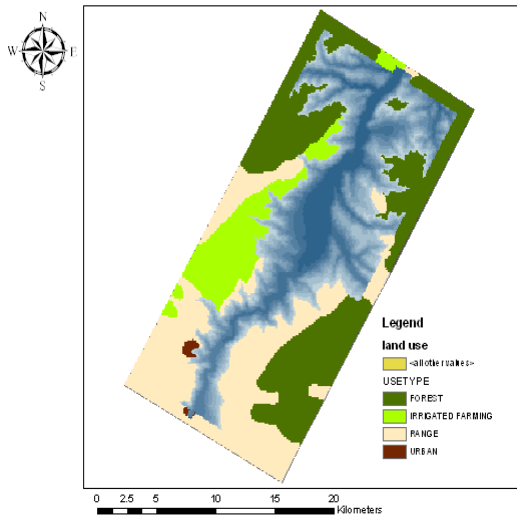 N
W E
S
Legend
land use
<all other values>
USETYPE
FOREST
IRRIGATED FARMING
RANGE
URBAN
0 2.5 5 10 15 20
Kilometers